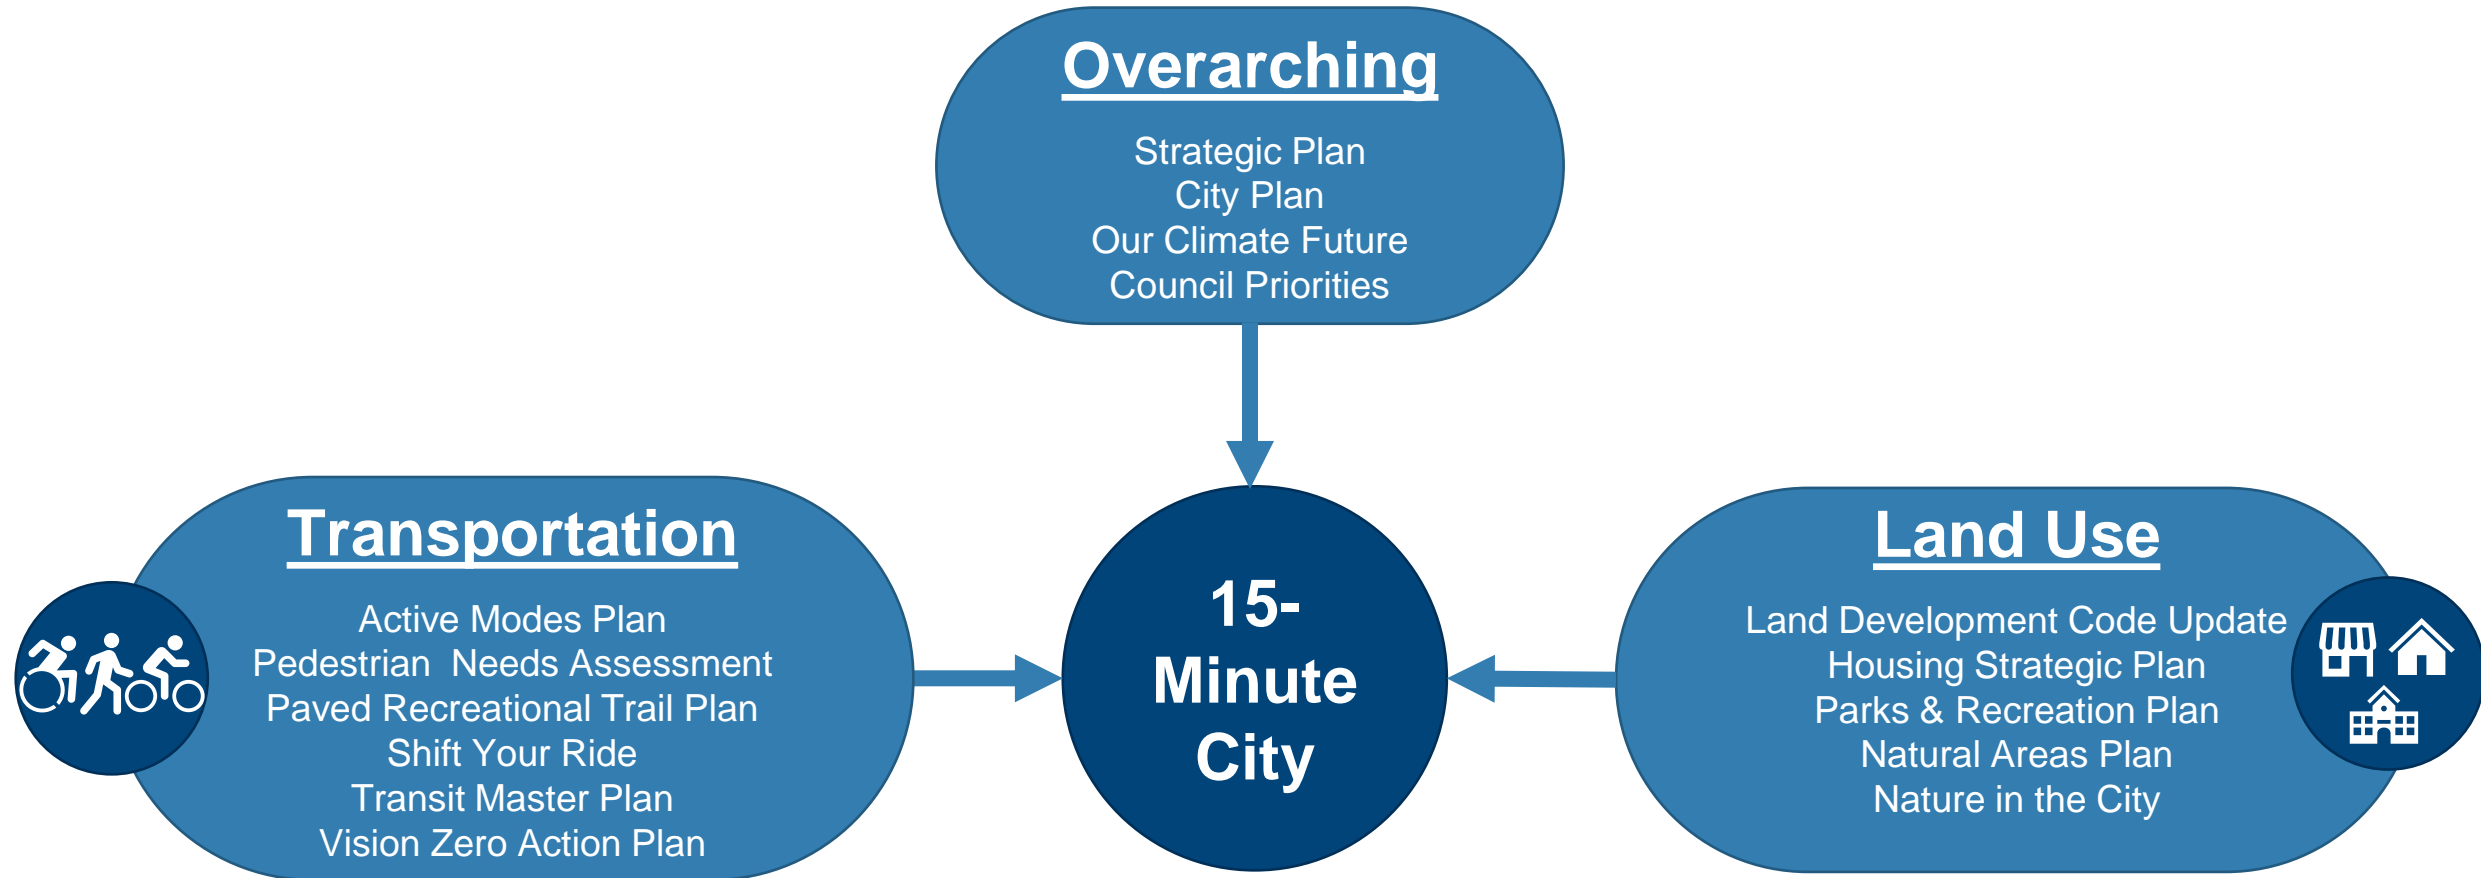 Overarching
Strategic Plan
City Plan
Our Climate Future
Council Priorities
Transportation
Active Modes Plan
Pedestrian  Needs Assessment
Paved Recreational Trail Plan
Shift Your Ride
Transit Master Plan
Vision Zero Action Plan
15-
Minute
City
Land Use
Land Development Code Update
Housing Strategic Plan
Parks & Recreation Plan
Natural Areas Plan
Nature in the City